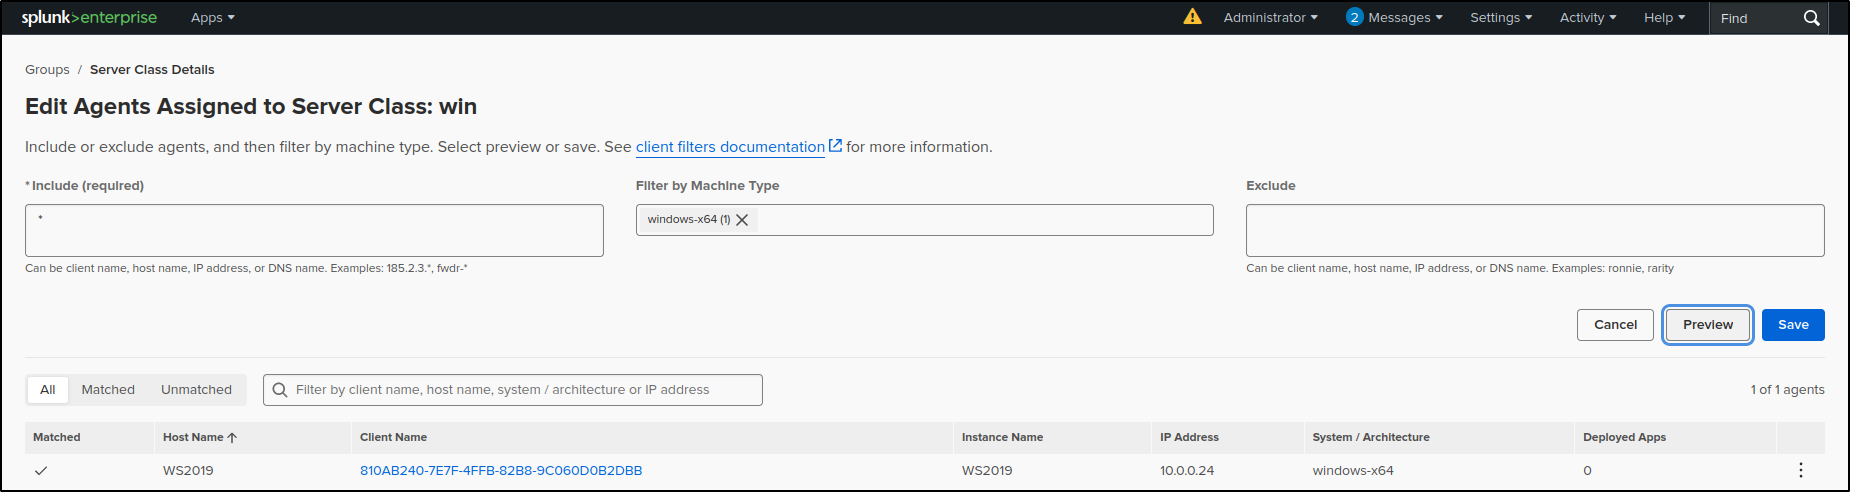 splunk>enterprise Apps Administrator 2 Messages Settings Activity Help Find
Groups / Server Class Details
Edit Agents Assigned to Server Class: win
Include or exclude agents, and then filter by machine type. Select preview or save. See client filters documentation for more information.
* Include (required) Filter by Machine Type Exclude
* windows-x64 (1)
Can be client name, host name, IP address, or DNS name. Examples: 185.2.3.*, fwdr-* Can be client name, host name, IP address, or DNS name. Examples: ronnie, rarity
Cancel Preview Save
All Matched Unmatched Filter by client name, host name, system / architecture or IP address 1 of 1 agents
Matched Host Name Client Name Instance Name IP Address System / Architecture Deployed Apps
WS2019 810AB240-7E7F-4FFB-82B8-9C060D0B2DBB WS2019 10.0.0.24 windows-x64 0